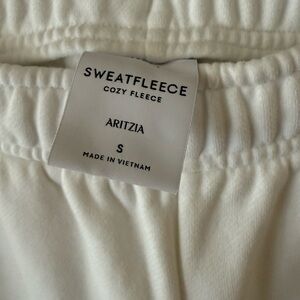 SWEATFLEECE
COZY FLEECE
ARITZIA
S
MADE IN VIETNAM